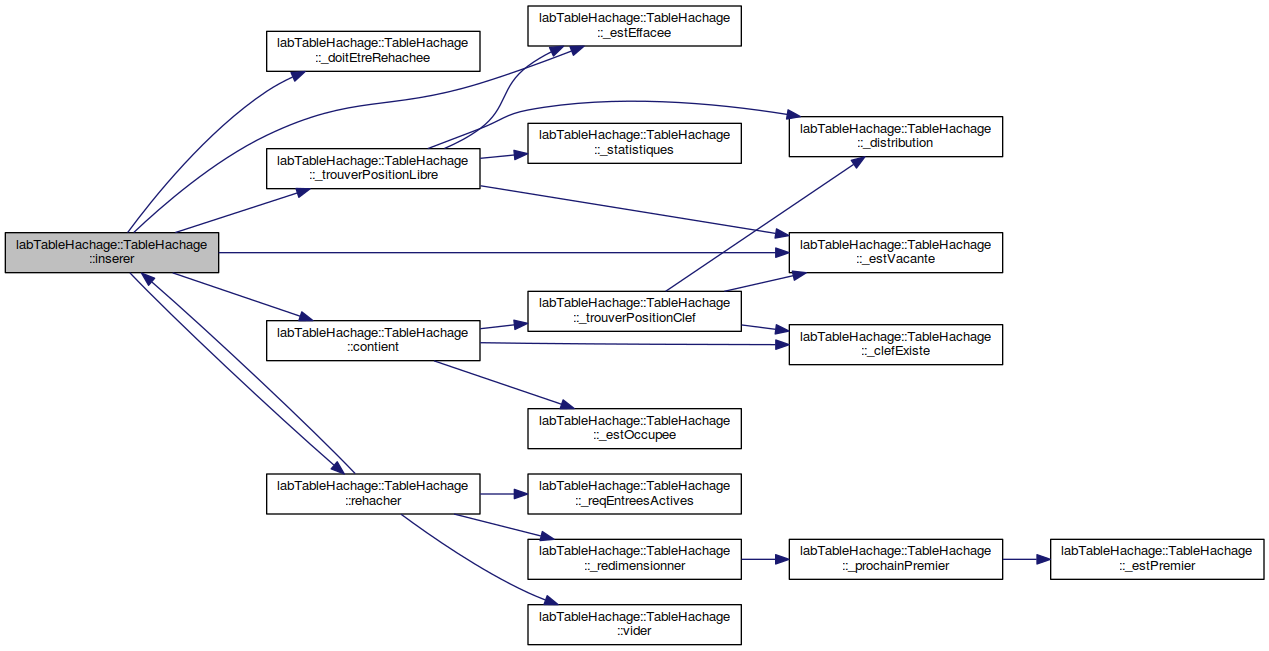 labTableHachage::TableHachage
::_estEffacee
labTableHachage::TableHachage
::_doitEtreRehachee
labTableHachage::TableHachage
::_distribution
labTableHachage::TableHachage
::_statistiques
labTableHachage::TableHachage
::_trouverPositionLibre
labTableHachage::TableHachage
::inserer
labTableHachage::TableHachage
::_estVacante
labTableHachage::TableHachage
::_trouverPositionClef
labTableHachage::TableHachage
::contient
labTableHachage::TableHachage
::_clefExiste
labTableHachage::TableHachage
::_estOccupee
labTableHachage::TableHachage
::rehacher
labTableHachage::TableHachage
::_reqEntreesActives
labTableHachage::TableHachage
::_redimensionner
labTableHachage::TableHachage
::_prochainPremier
labTableHachage::TableHachage
::_estPremier
labTableHachage::TableHachage
::vider